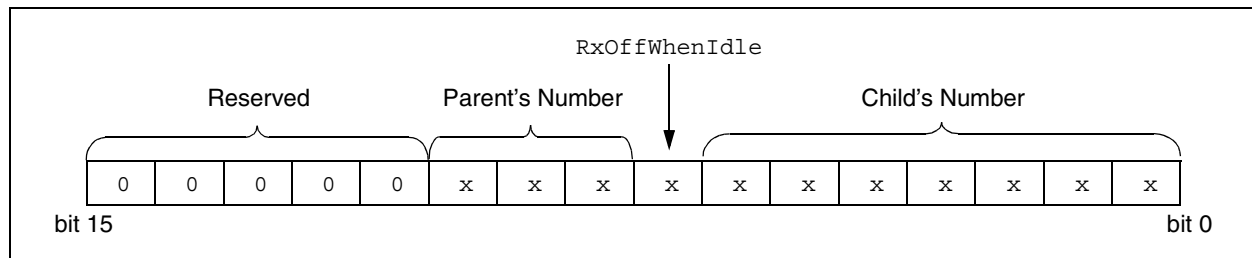 RxOffWhenIdle
Reserved Parent's Number Child's Number
0 0 0 0 0 x x x x x x x x x x x
bit 15 bit 0